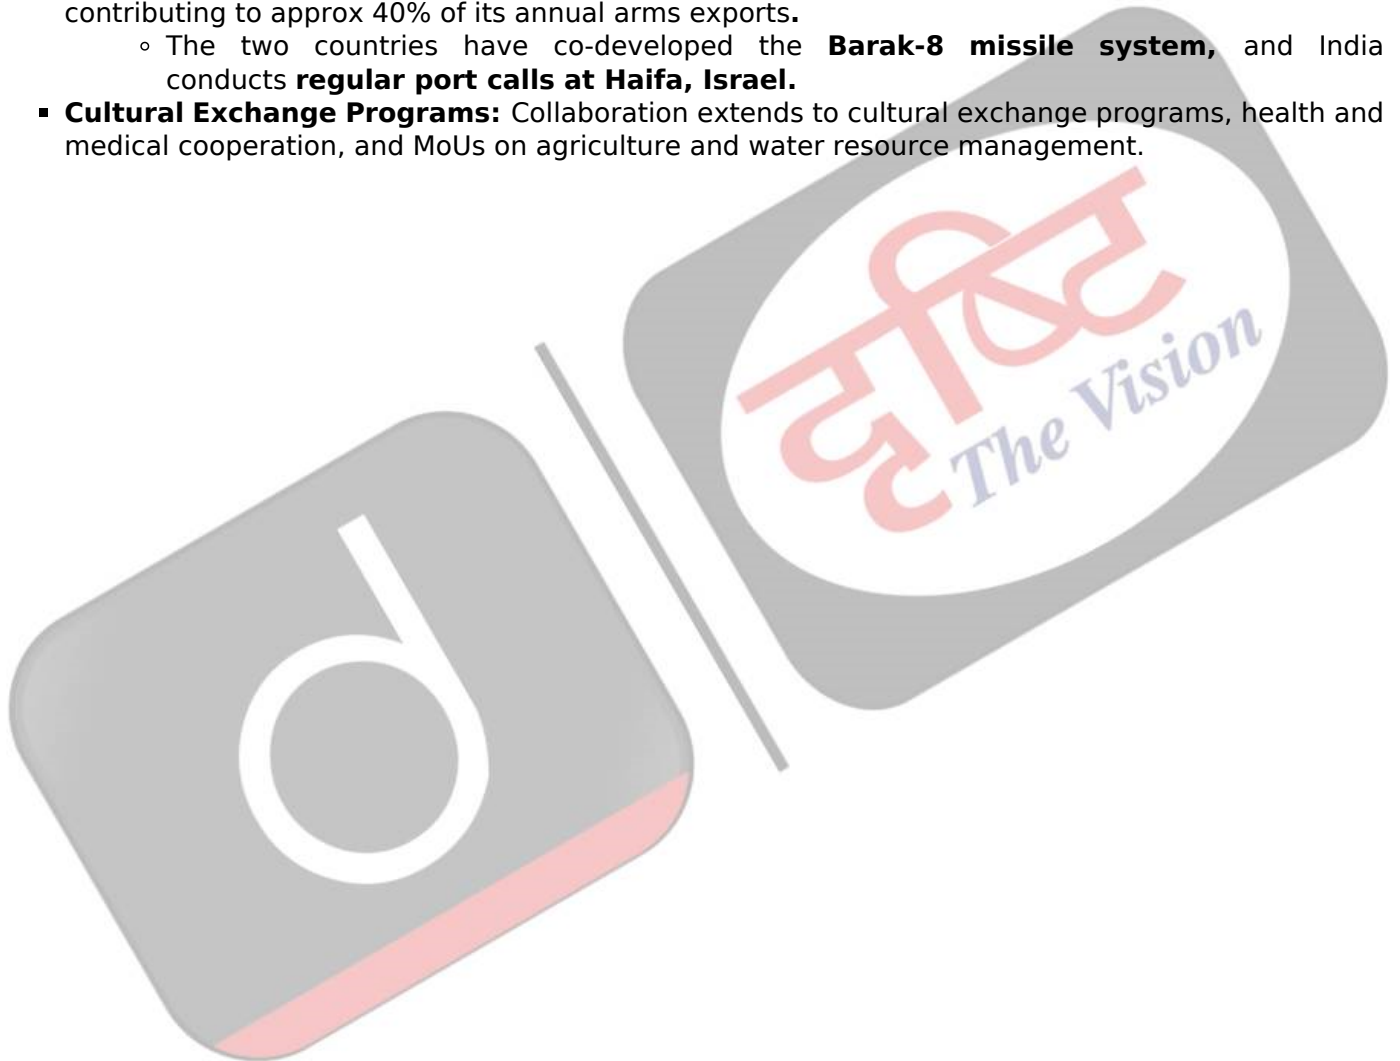 contributing to approx 40% of its annual arms exports.
◦ The two countries have co-developed the Barak-8 missile system, and India
conducts regular port calls at Haifa, Israel.
▪ Cultural Exchange Programs: Collaboration extends to cultural exchange programs, health and
medical cooperation, and MoUs on agriculture and water resource management.
दृष्टि
The Vision
d